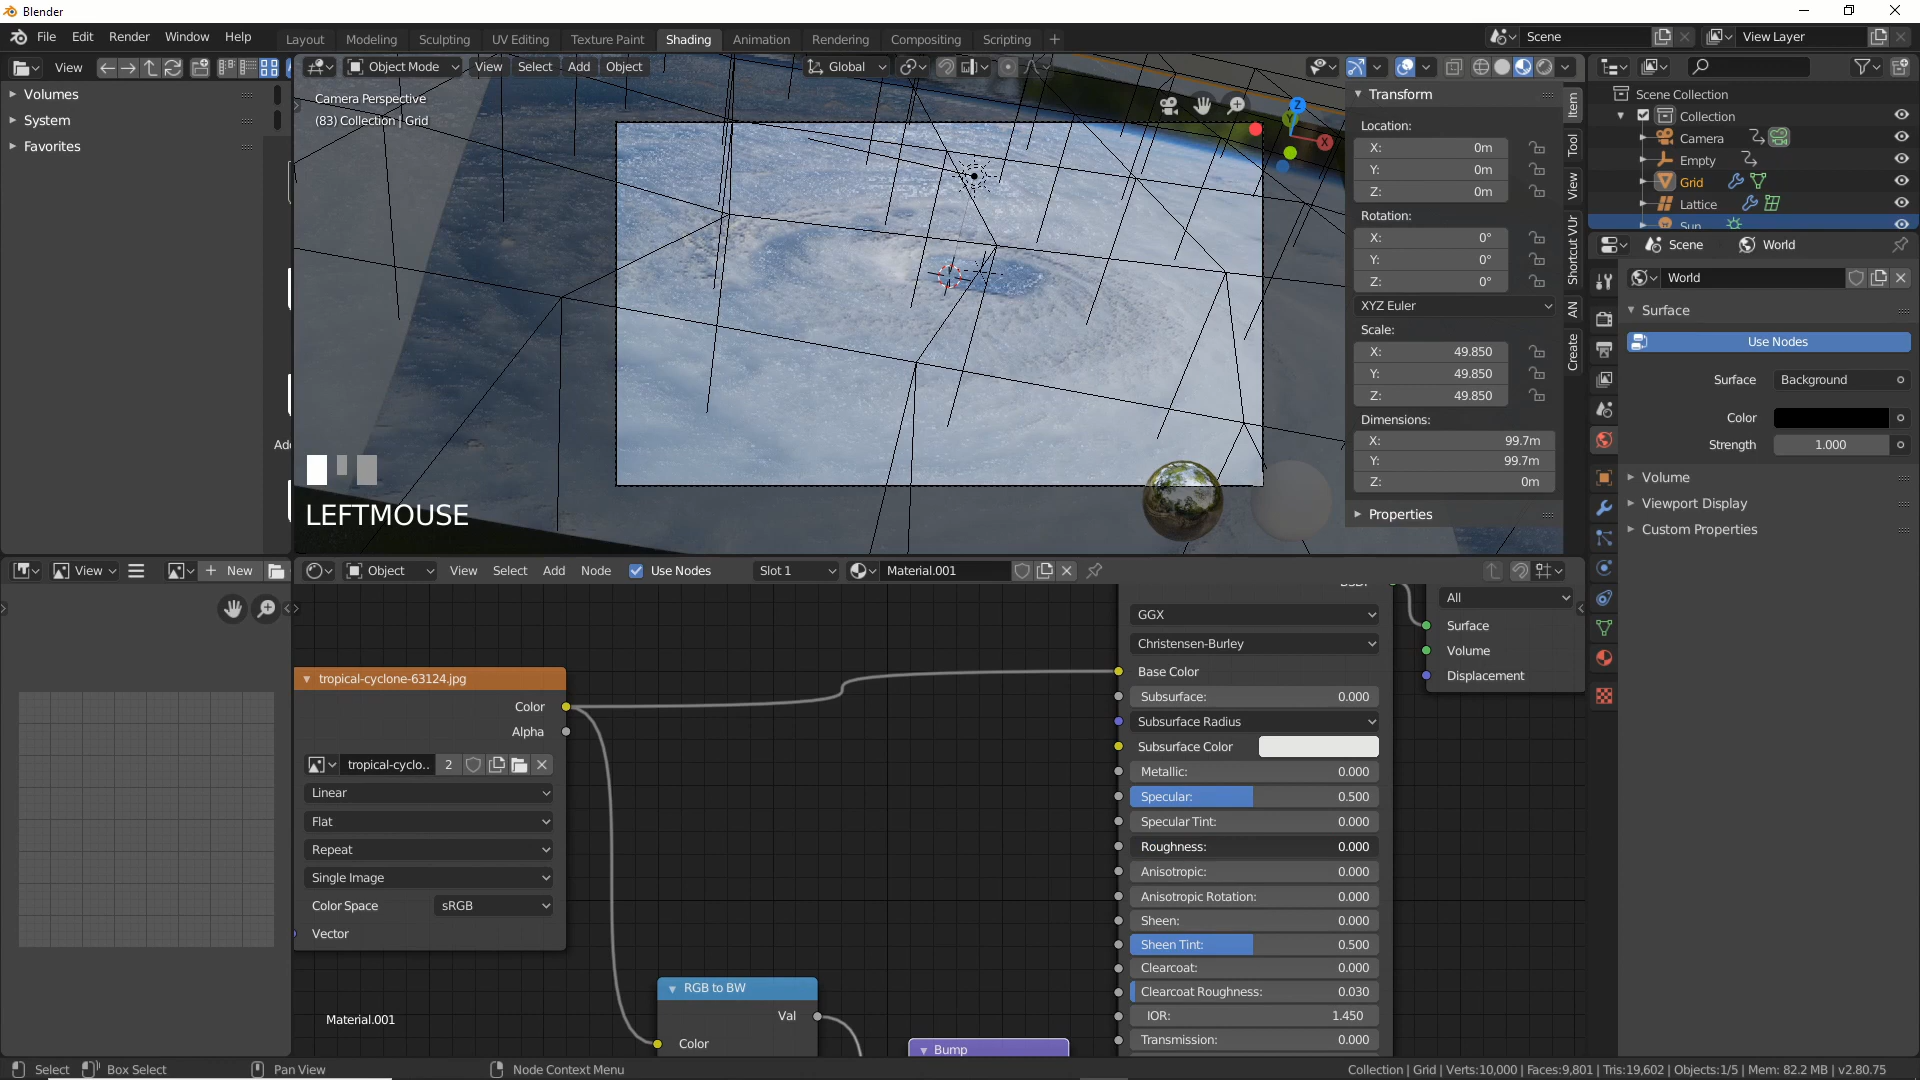 Blender
File Edit Render Window Help
Layout Modeling Sculpting UV Editing Texture Paint Shading Animation Rendering Compositing Scripting +
Scene
View Layer
View
Object Mode View Select Add Object
Global
Volumes
System
Favorites
Camera Perspective
(83) Collection | Grid
LEFTMOUSE
Z
Y
X
Transform
Location:
X: 0m
Y: 0m
Z: 0m
Rotation:
X: 0°
Y: 0°
Z: 0°
XYZ Euler
Scale:
X: 49.850
Y: 49.850
Z: 49.850
Dimensions:
X: 99.7m
Y: 99.7m
Z: 0m
Properties
Item
Tool
View
Shortcut VUr
AN
Create
Scene Collection
Collection
Camera
Empty
Grid
Lattice
Sun
Scene World
World
Surface
Use Nodes
Surface Background
Color
Strength 1.000
Volume
Viewport Display
Custom Properties
View
New
Object View Select Add Node Use Nodes Slot 1 Material.001
tropical-cyclone-63124.jpg
Color
Alpha
tropical-cyclo.. 2
Linear
Flat
Repeat
Single Image
Color Space sRGB
Vector
Material.001
RGB to BW
Val
Color
Bump
GGX
Christensen-Burley
Base Color
Subsurface: 0.000
Subsurface Radius
Subsurface Color
Metallic: 0.000
Specular: 0.500
Specular Tint: 0.000
Roughness: 0.000
Anisotropic: 0.000
Anisotropic Rotation: 0.000
Sheen: 0.000
Sheen Tint: 0.500
Clearcoat: 0.000
Clearcoat Roughness: 0.030
IOR: 1.450
Transmission: 0.000
All
Surface
Volume
Displacement
Select Box Select Pan View Node Context Menu
Collection | Grid | Verts:10,000 | Faces:9,801 | Tris:19,602 | Objects:1/5 | Mem: 82.2 MB | v2.80.75